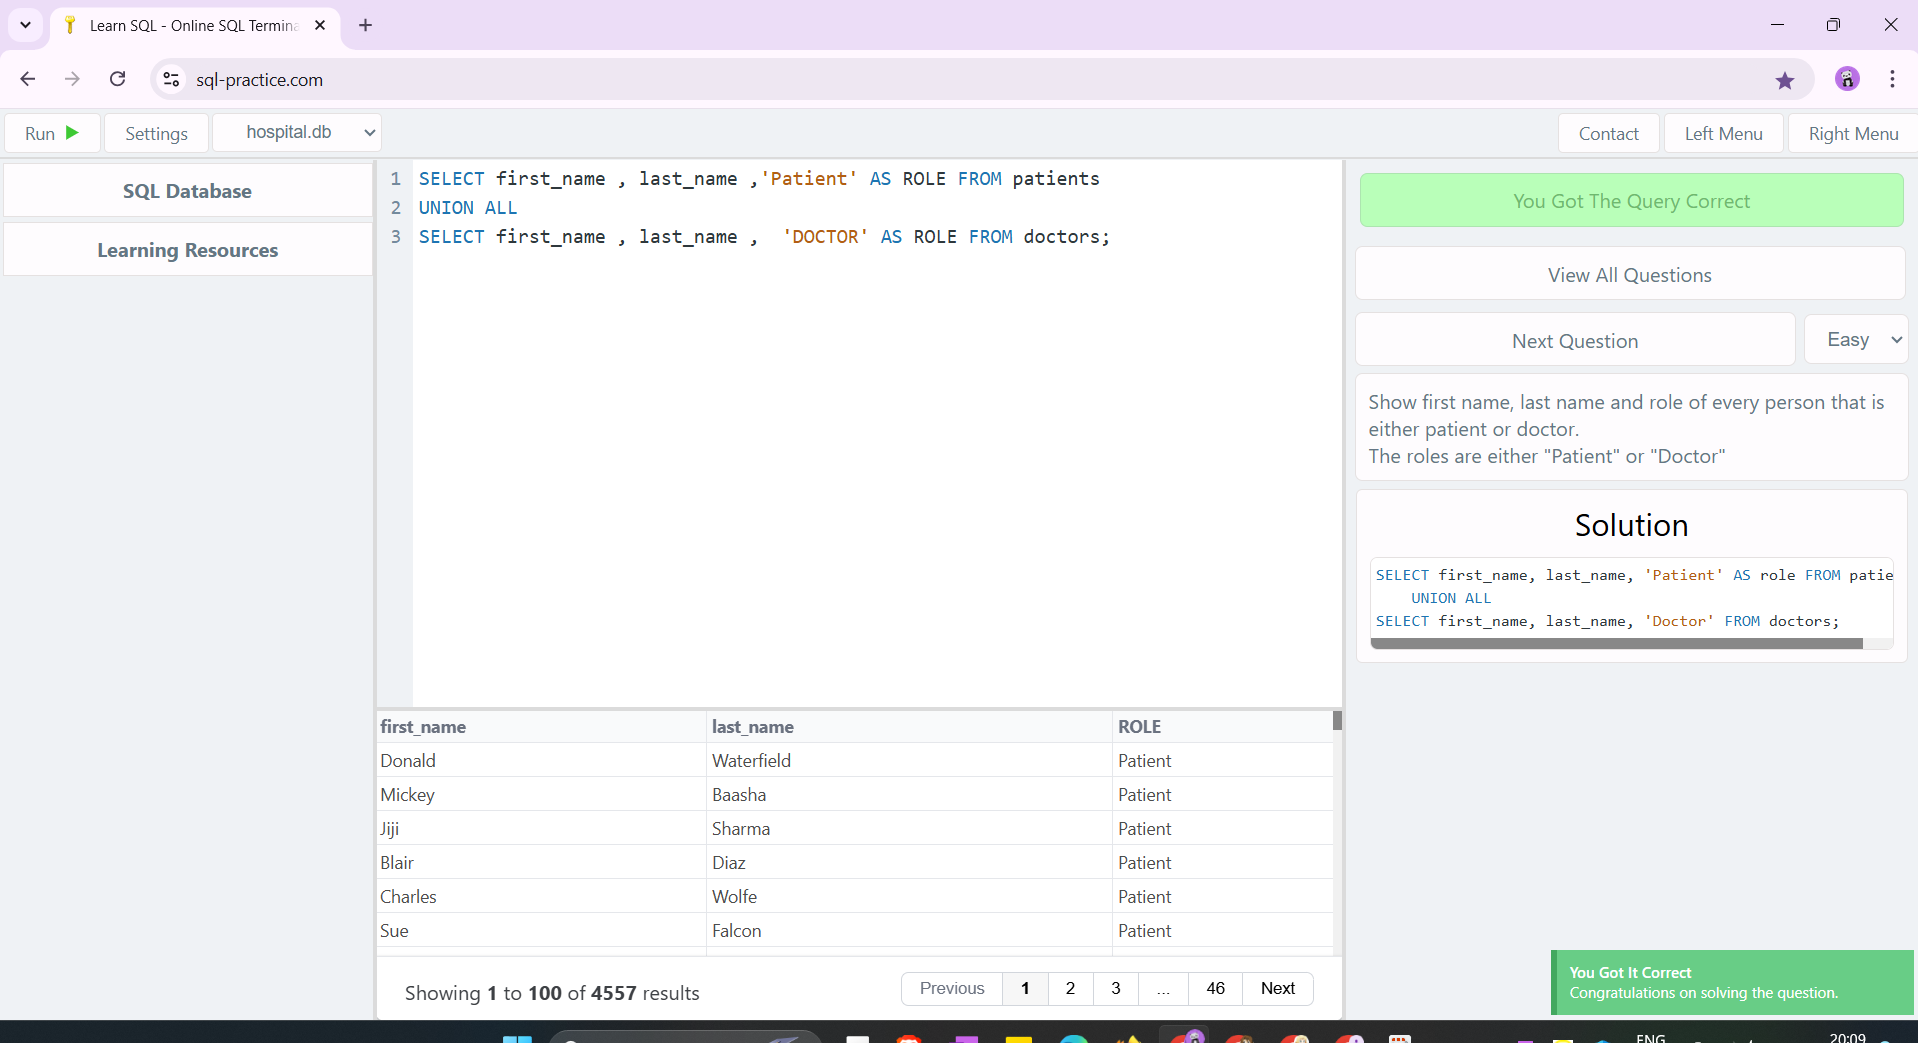 Learn SQL - Online SQL Termina
sql-practice.com
Run
Settings
hospital.db
Contact
Left Menu
Right Menu
SQL Database
Learning Resources
1 SELECT first_name , last_name ,'Patient' AS ROLE FROM patients
2 UNION ALL
3 SELECT first_name , last_name ,  'DOCTOR' AS ROLE FROM doctors;
You Got The Query Correct
View All Questions
Next Question
Easy
Show first name, last name and role of every person that is
either patient or doctor.
The roles are either "Patient" or "Doctor"
Solution
SELECT first_name, last_name, 'Patient' AS role FROM patie
UNION ALL
SELECT first_name, last_name, 'Doctor' FROM doctors;
first_name last_name ROLE
Donald Waterfield Patient
Mickey Baasha Patient
Jiji Sharma Patient
Blair Diaz Patient
Charles Wolfe Patient
Sue Falcon Patient
Showing 1 to 100 of 4557 results
Previous 1 2 3 ... 46 Next
You Got It Correct
Congratulations on solving the question.
ENG
20:09